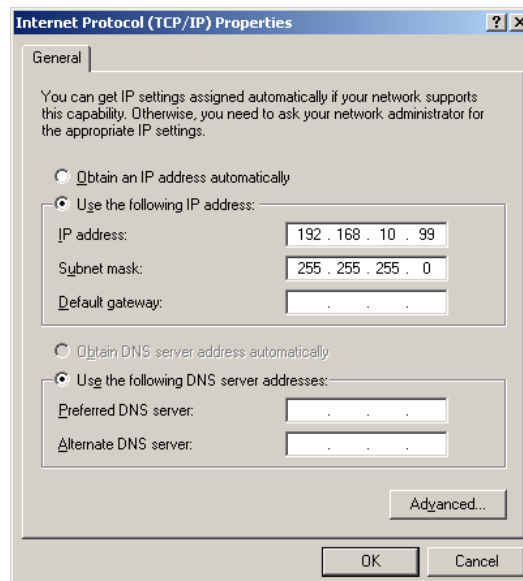 Internet Protocol (TCP/IP) Properties
General
You can get IP settings assigned automatically if your network supports
this capability. Otherwise, you need to ask your network administrator for
the appropriate IP settings.
Obtain an IP address automatically
Use the following IP address:
IP address: 192 . 168 . 10 . 99
Subnet mask: 255 . 255 . 255 . 0
Default gateway: . . .
Obtain DNS server address automatically
Use the following DNS server addresses:
Preferred DNS server: . . .
Alternate DNS server: . . .
Advanced...
OK Cancel